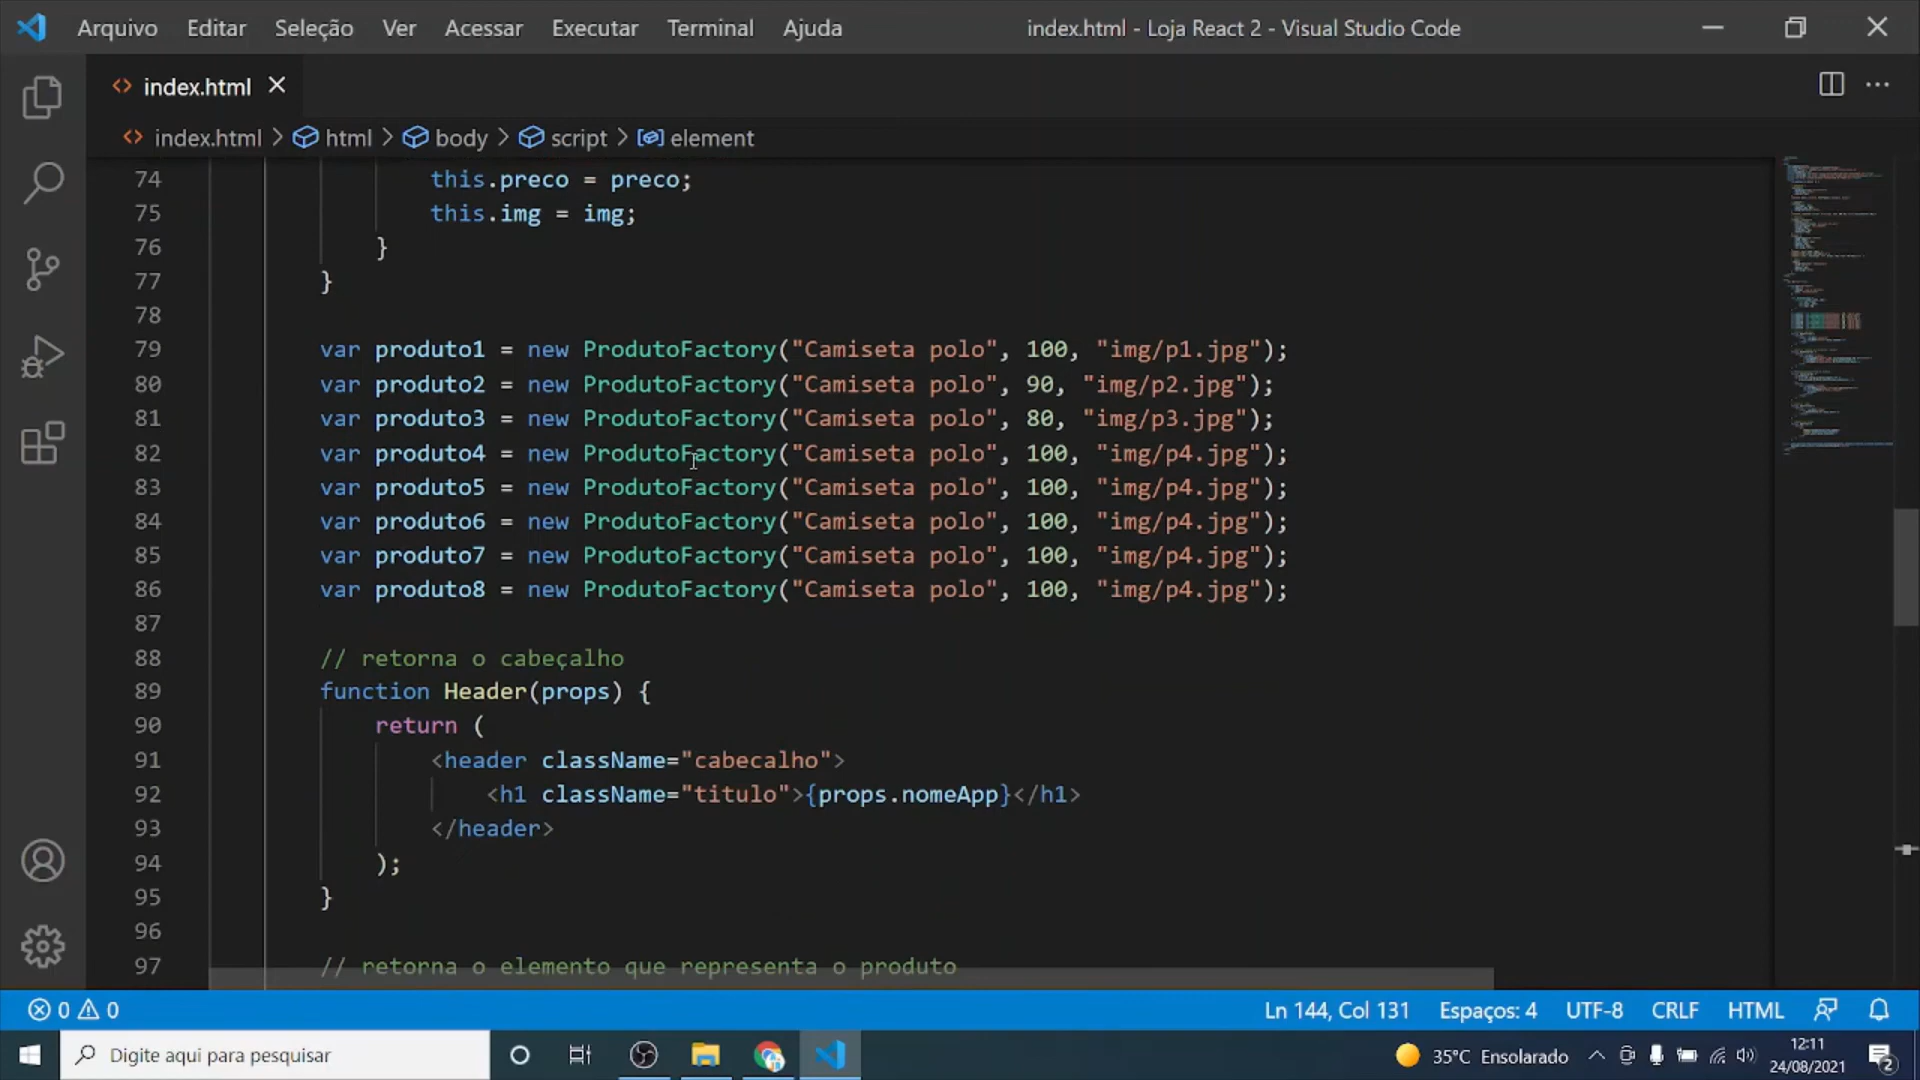 Arquivo Editar Seleção Ver Acessar Executar Terminal Ajuda index.html - Loja React 2 - Visual Studio Code
index.html
index.html > html > body > script > element
74 this.preco = preco;
75 this.img = img;
76 }
77 }
78
79 var produto1 = new ProdutoFactory("Camiseta polo", 100, "img/p1.jpg");
80 var produto2 = new ProdutoFactory("Camiseta polo", 90, "img/p2.jpg");
81 var produto3 = new ProdutoFactory("Camiseta polo", 80, "img/p3.jpg");
82 var produto4 = new ProdutoFactory("Camiseta polo", 100, "img/p4.jpg");
83 var produto5 = new ProdutoFactory("Camiseta polo", 100, "img/p4.jpg");
84 var produto6 = new ProdutoFactory("Camiseta polo", 100, "img/p4.jpg");
85 var produto7 = new ProdutoFactory("Camiseta polo", 100, "img/p4.jpg");
86 var produto8 = new ProdutoFactory("Camiseta polo", 100, "img/p4.jpg");
87
88 // retorna o cabeçalho
89 function Header(props) {
90 return (
91 <header className="cabecalho">
92 <h1 className="titulo">{props.nomeApp}</h1>
93 </header>
94 );
95 }
96
97 // retorna o elemento que representa o produto
0 0 Ln 144, Col 131 Espaços: 4 UTF-8 CRLF HTML
Digite aqui para pesquisar 35°C Ensolarado 12:11
24/08/2021 2